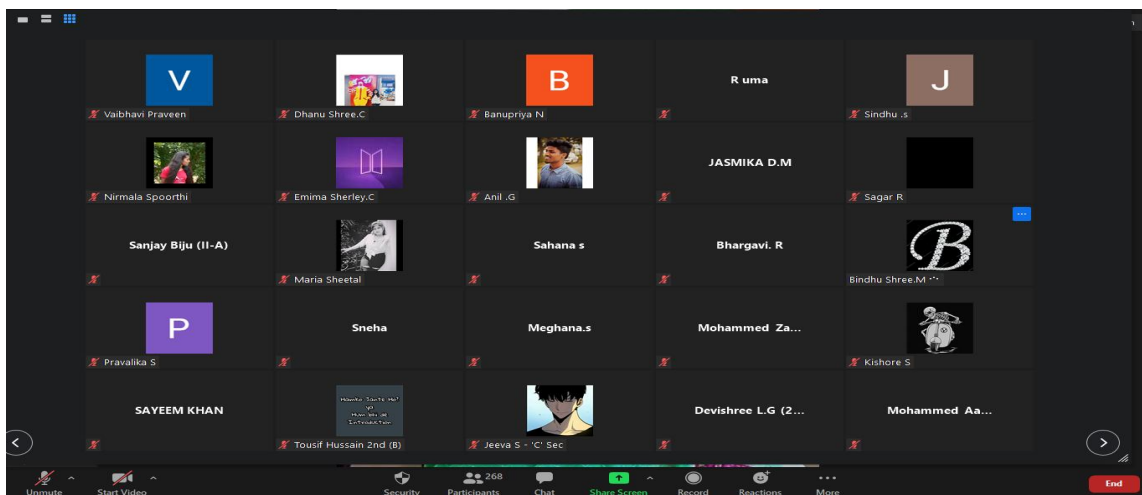 V
Vaibhavi Praveen
Dhanu Shree.C
B
Banupriya N
R uma
J
Sindhu .s
Nirmala Spoorthi
Emima Sherley.C
Anil .G
JASMIKA D.M
Sagar R
Sanjay Biju (II-A)
Maria Sheetal
Sahana s
Bhargavi. R
B
Bindhu Shree.M
P
Pravalika S
Sneha
Meghana.s
Mohammed Za...
Kishore S
SAYEEM KHAN
Tousif Hussain 2nd (B)
Jeeva S - 'C' Sec
Devishree L.G (2...
Mohammed Aa...
Unmute
Start Video
Security
Participants
268
Chat
Share Screen
Record
Reactions
More
End